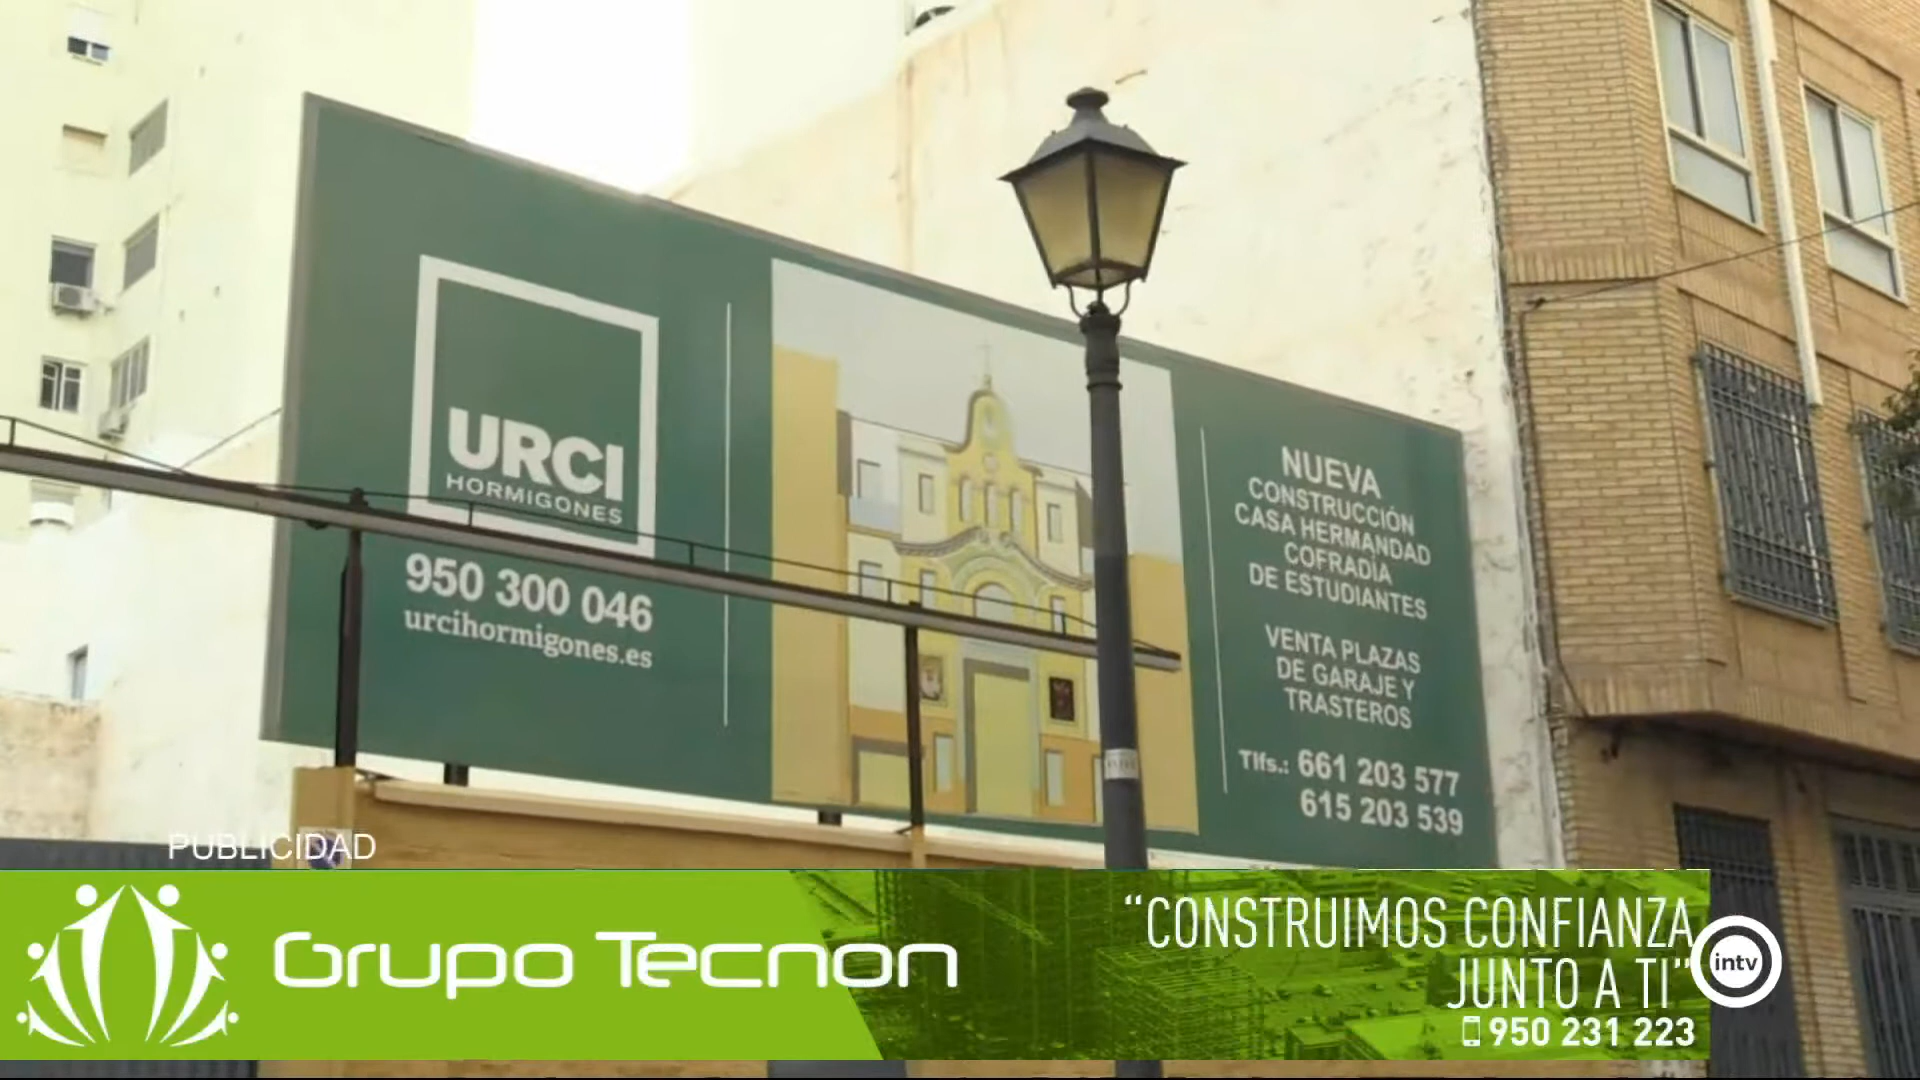 URCI
HORMIGONES
950 300 046
urcihormigones.es
NUEVA
CONSTRUCCIÓN
CASA HERMANDAD
COFRADÍA
DE ESTUDIANTES
VENTA PLAZAS
DE GARAJE Y
TRASTEROS
Tlfs.: 661 203 577
615 203 539
PUBLICIDAD
Grupo Tecnon
“CONSTRUIMOS CONFIANZA
JUNTO A TI”
950 231 223
intv